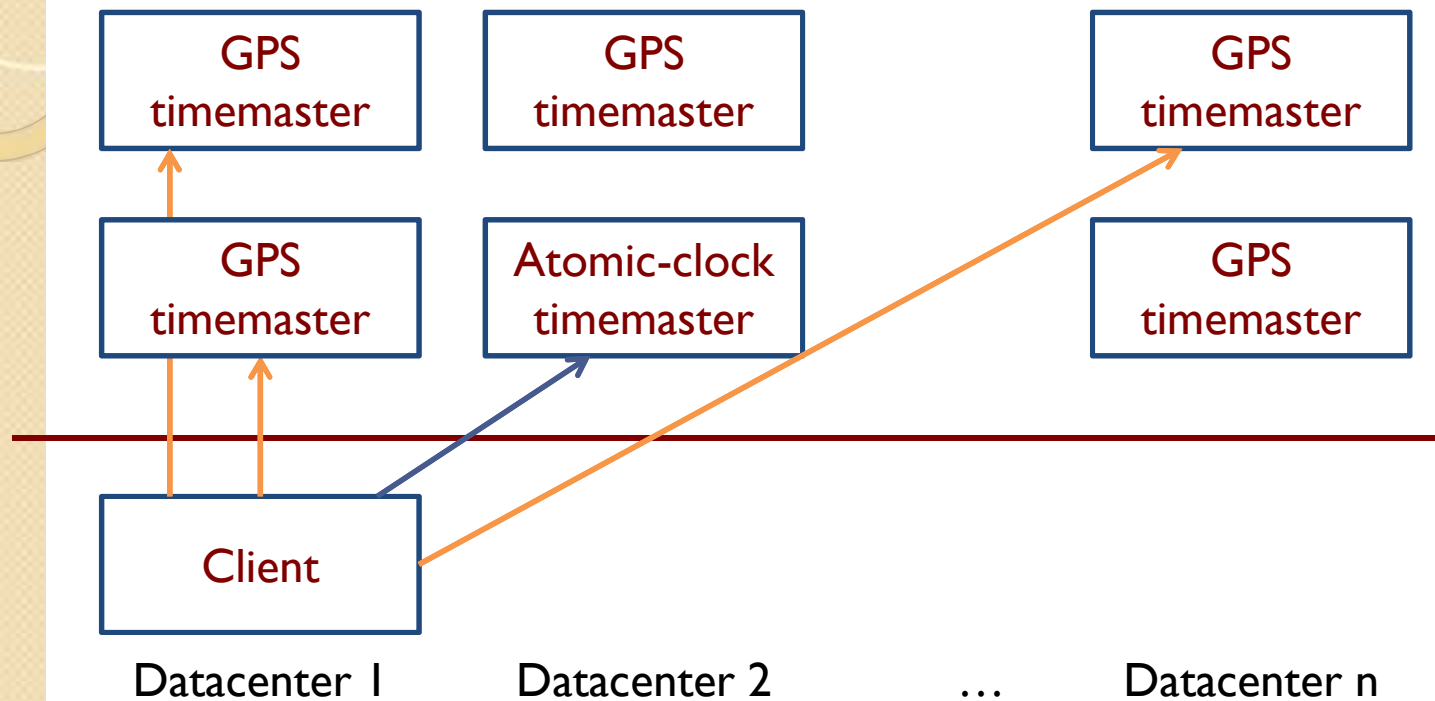 GPS
timemaster
GPS
timemaster
GPS
timemaster
GPS
timemaster
Atomic-clock
timemaster
GPS
timemaster
Client
Datacenter 1
Datacenter 2
…
Datacenter n